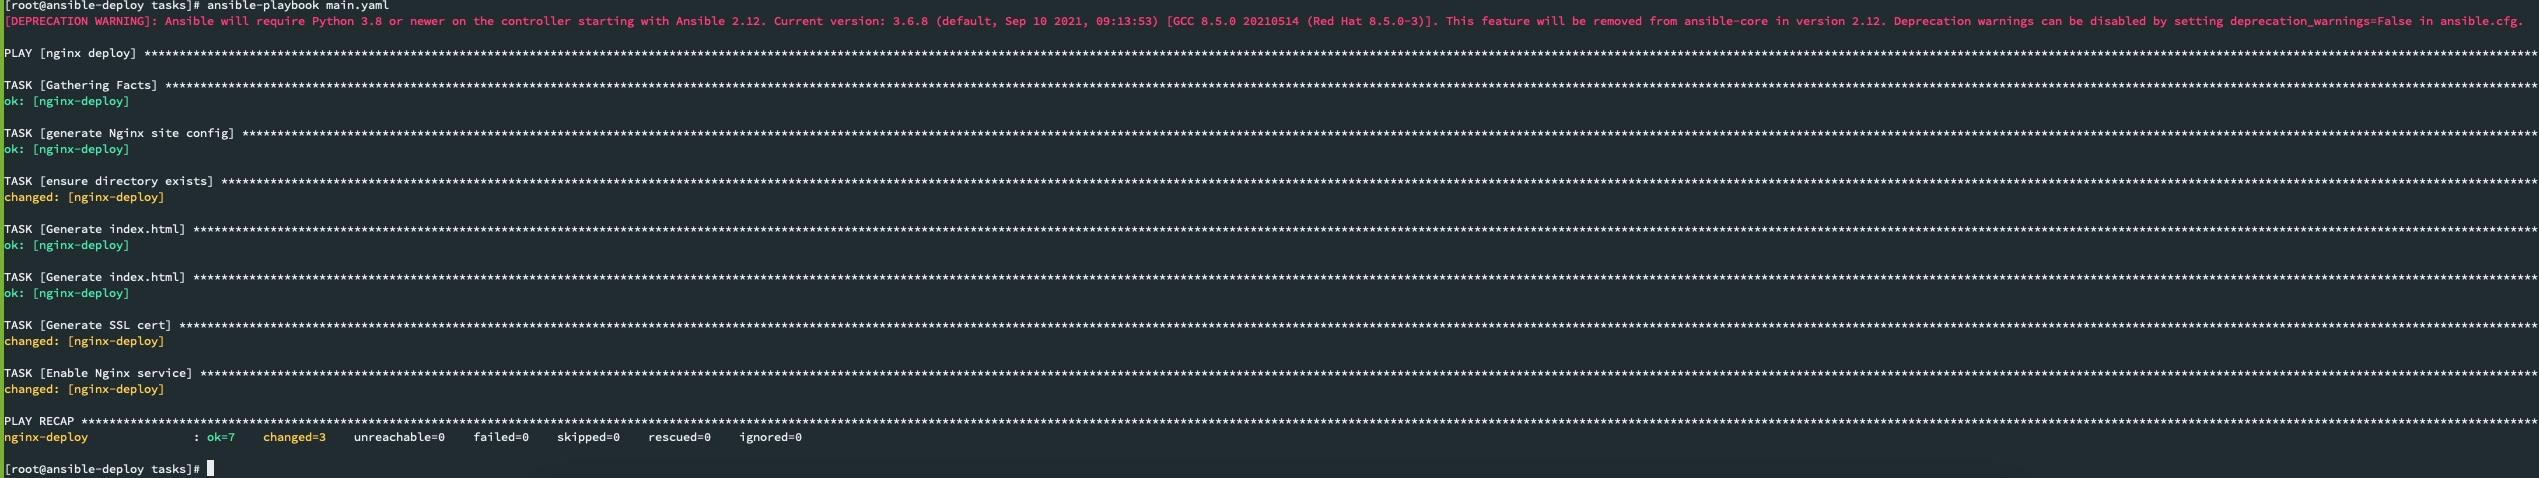 [root@ansible-deploy tasks]# ansible-playbook main.yaml
[DEPRECATION WARNING]: Ansible will require Python 3.8 or newer on the controller starting with Ansible 2.12. Current version: 3.6.8 (default, Sep 10 2021, 09:13:53) [GCC 8.5.0 20210514 (Red Hat 8.5.0-3)]. This feature will be removed from ansible-core in version 2.12. Deprecation warnings can be disabled by setting deprecation_warnings=False in ansible.cfg.
PLAY [nginx deploy] ****************************************
TASK [Gathering Facts] ****************************************
ok: [nginx-deploy]
TASK [generate Nginx site config] ****************************************
ok: [nginx-deploy]
TASK [ensure directory exists] ****************************************
changed: [nginx-deploy]
TASK [Generate index.html] ****************************************
ok: [nginx-deploy]
TASK [Generate index.html] ****************************************
ok: [nginx-deploy]
TASK [Generate SSL cert] ****************************************
changed: [nginx-deploy]
TASK [Enable Nginx service] ****************************************
changed: [nginx-deploy]
PLAY RECAP ****************************************
nginx-deploy : ok=7 changed=3 unreachable=0 failed=0 skipped=0 rescued=0 ignored=0
[root@ansible-deploy tasks]#